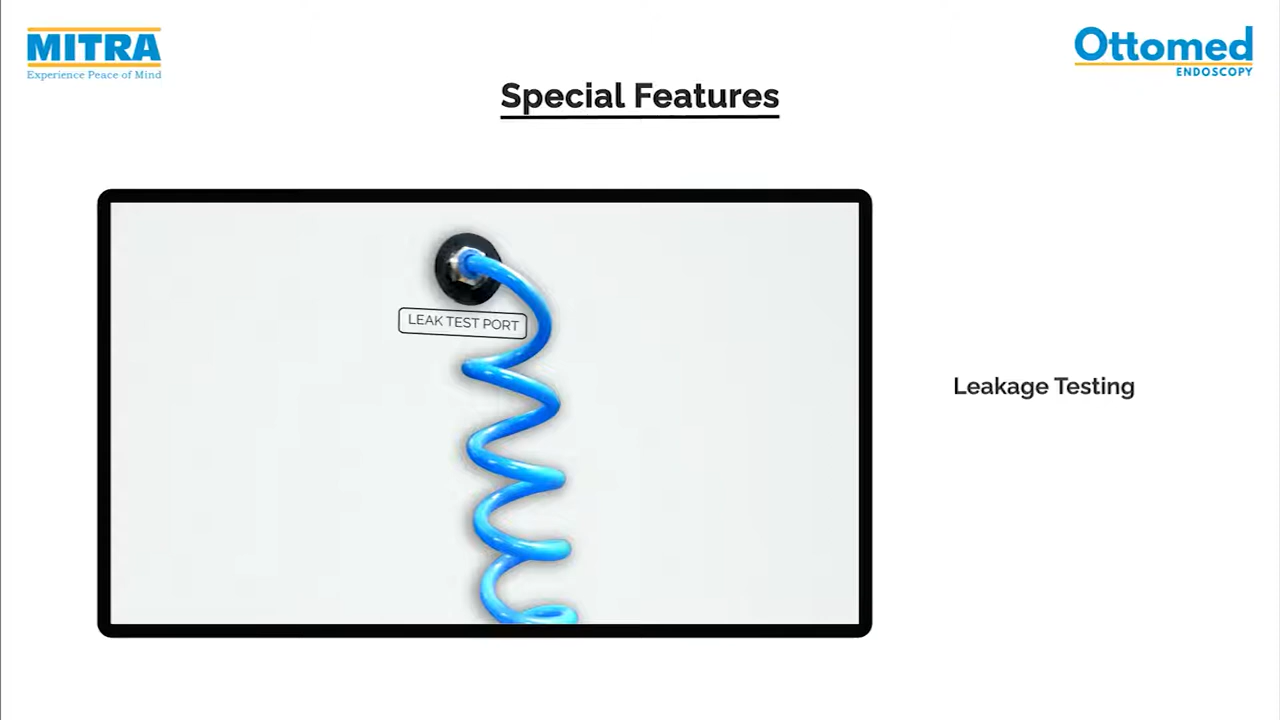 MITRA
Experience Peace of Mind
Ottomed
ENDOSCOPY
Special Features
LEAK TEST PORT
Leakage Testing